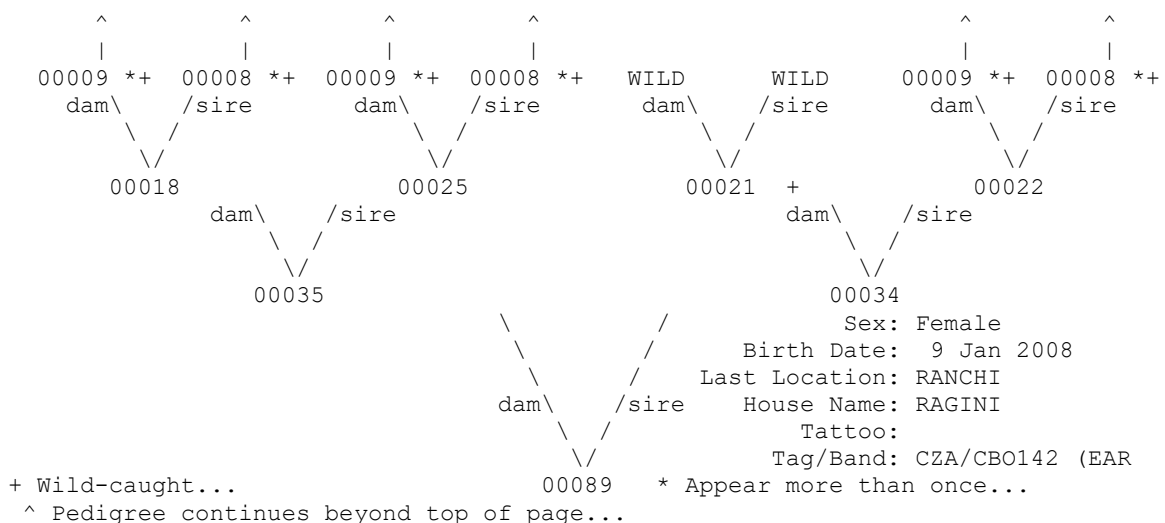 ^ ^ ^ ^ ^ ^
| | | | | |
00009 *+ 00008 *+ 00009 *+ 00008 *+ WILD WILD 00009 *+ 00008 *+
dam\ /sire dam\ /sire dam\ /sire dam\ /sire
\ / \ / \ / \ /
\/ \/ \/ \/
00018 00025 00021 + 00022
dam\ /sire dam\ /sire
\ / \ /
\/ \/
00035 00034
\ / Sex: Female
\ / Birth Date: 9 Jan 2008
\ / Last Location: RANCHI
dam\ /sire House Name: RAGINI
\ / Tattoo:
\/ Tag/Band: CZA/CBO142 (EAR
+ Wild-caught... 00089 * Appear more than once...
^ Pedigree continues beyond top of page...